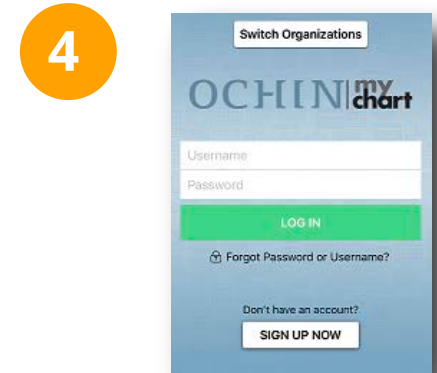 4
Switch Organizations
OCHIN my chart
Username
Password
LOG IN
Forgot Password or Username?
Don't have an account?
SIGN UP NOW